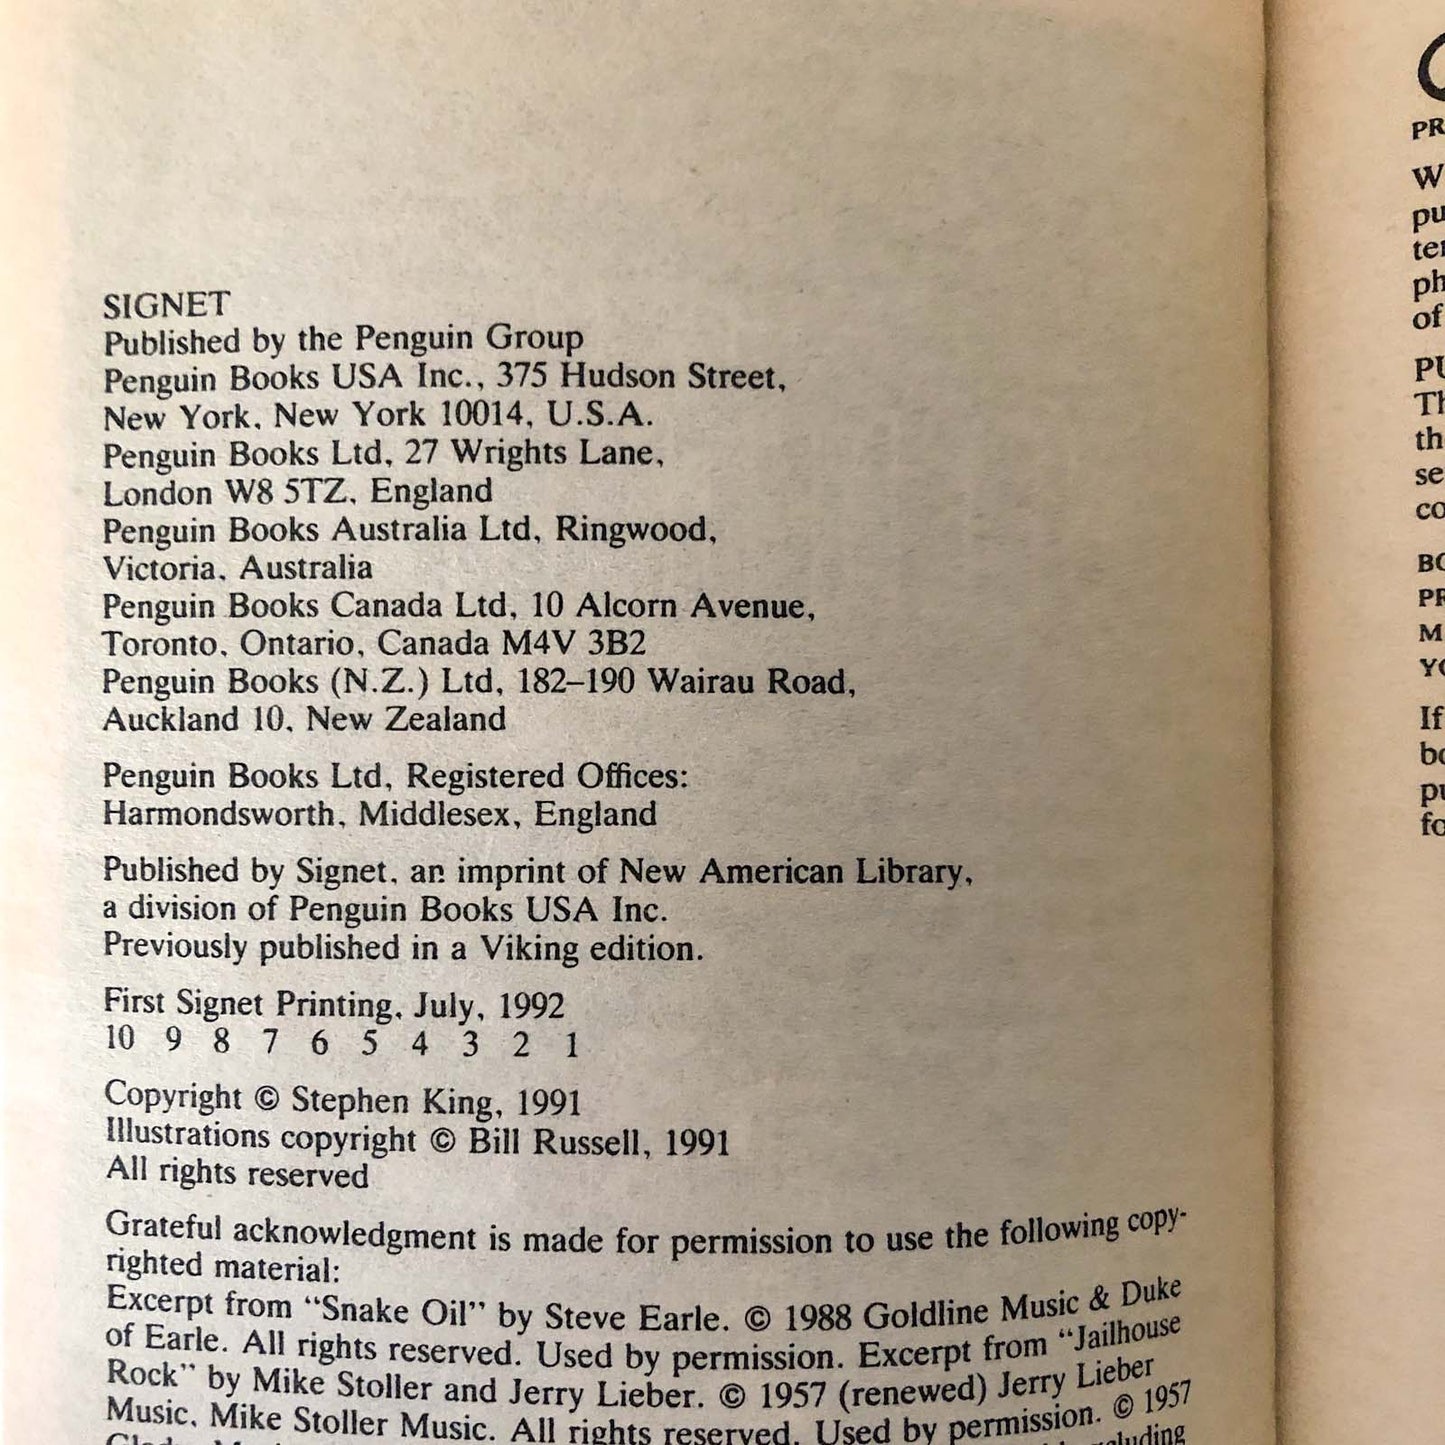 SIGNET
Published by the Penguin Group
Penguin Books USA Inc., 375 Hudson Street,
New York, New York 10014, U.S.A.
Penguin Books Ltd, 27 Wrights Lane,
London W8 5TZ, England
Penguin Books Australia Ltd, Ringwood,
Victoria, Australia
Penguin Books Canada Ltd, 10 Alcorn Avenue,
Toronto, Ontario, Canada M4V 3B2
Penguin Books (N.Z.) Ltd, 182–190 Wairau Road,
Auckland 10, New Zealand
Penguin Books Ltd, Registered Offices:
Harmondsworth, Middlesex, England
Published by Signet, an imprint of New American Library,
a division of Penguin Books USA Inc.
Previously published in a Viking edition.
First Signet Printing, July, 1992
10 9 8 7 6 5 4 3 2 1
Copyright © Stephen King, 1991
Illustrations copyright © Bill Russell, 1991
All rights reserved
Grateful acknowledgment is made for permission to use the following copy-
righted material:
Excerpt from "Snake Oil" by Steve Earle. © 1988 Goldline Music & Duke
of Earle. All rights reserved. Used by permission. Excerpt from "Jailhouse
Rock" by Mike Stoller and Jerry Lieber. © 1957 (renewed) Jerry Lieber
Music, Mike Stoller Music. All rights reserved. Used by permission. © 1957
PR
W
pu
ter
ph
of
PU
Th
th
se
co
BO
PR
M
YO
If
bo
pu
fo